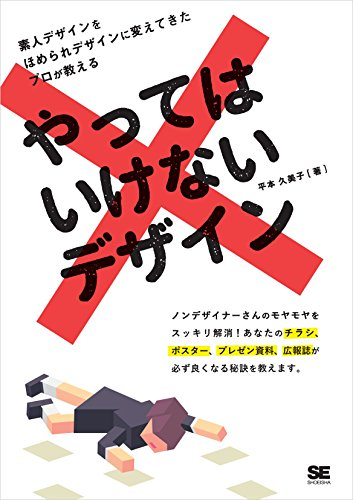 素人デザインを
ほめられデザインに変えてきた
プロが教える
やっては いけない デザイン
平本 久美子[著]
ノンデザイナーさんのモヤモヤを
スッキリ解消!あなたのチラシ、
ポスター、プレゼン資料、広報誌が
必ず良くなる秘訣を教えます。
SE
SHOEISHA